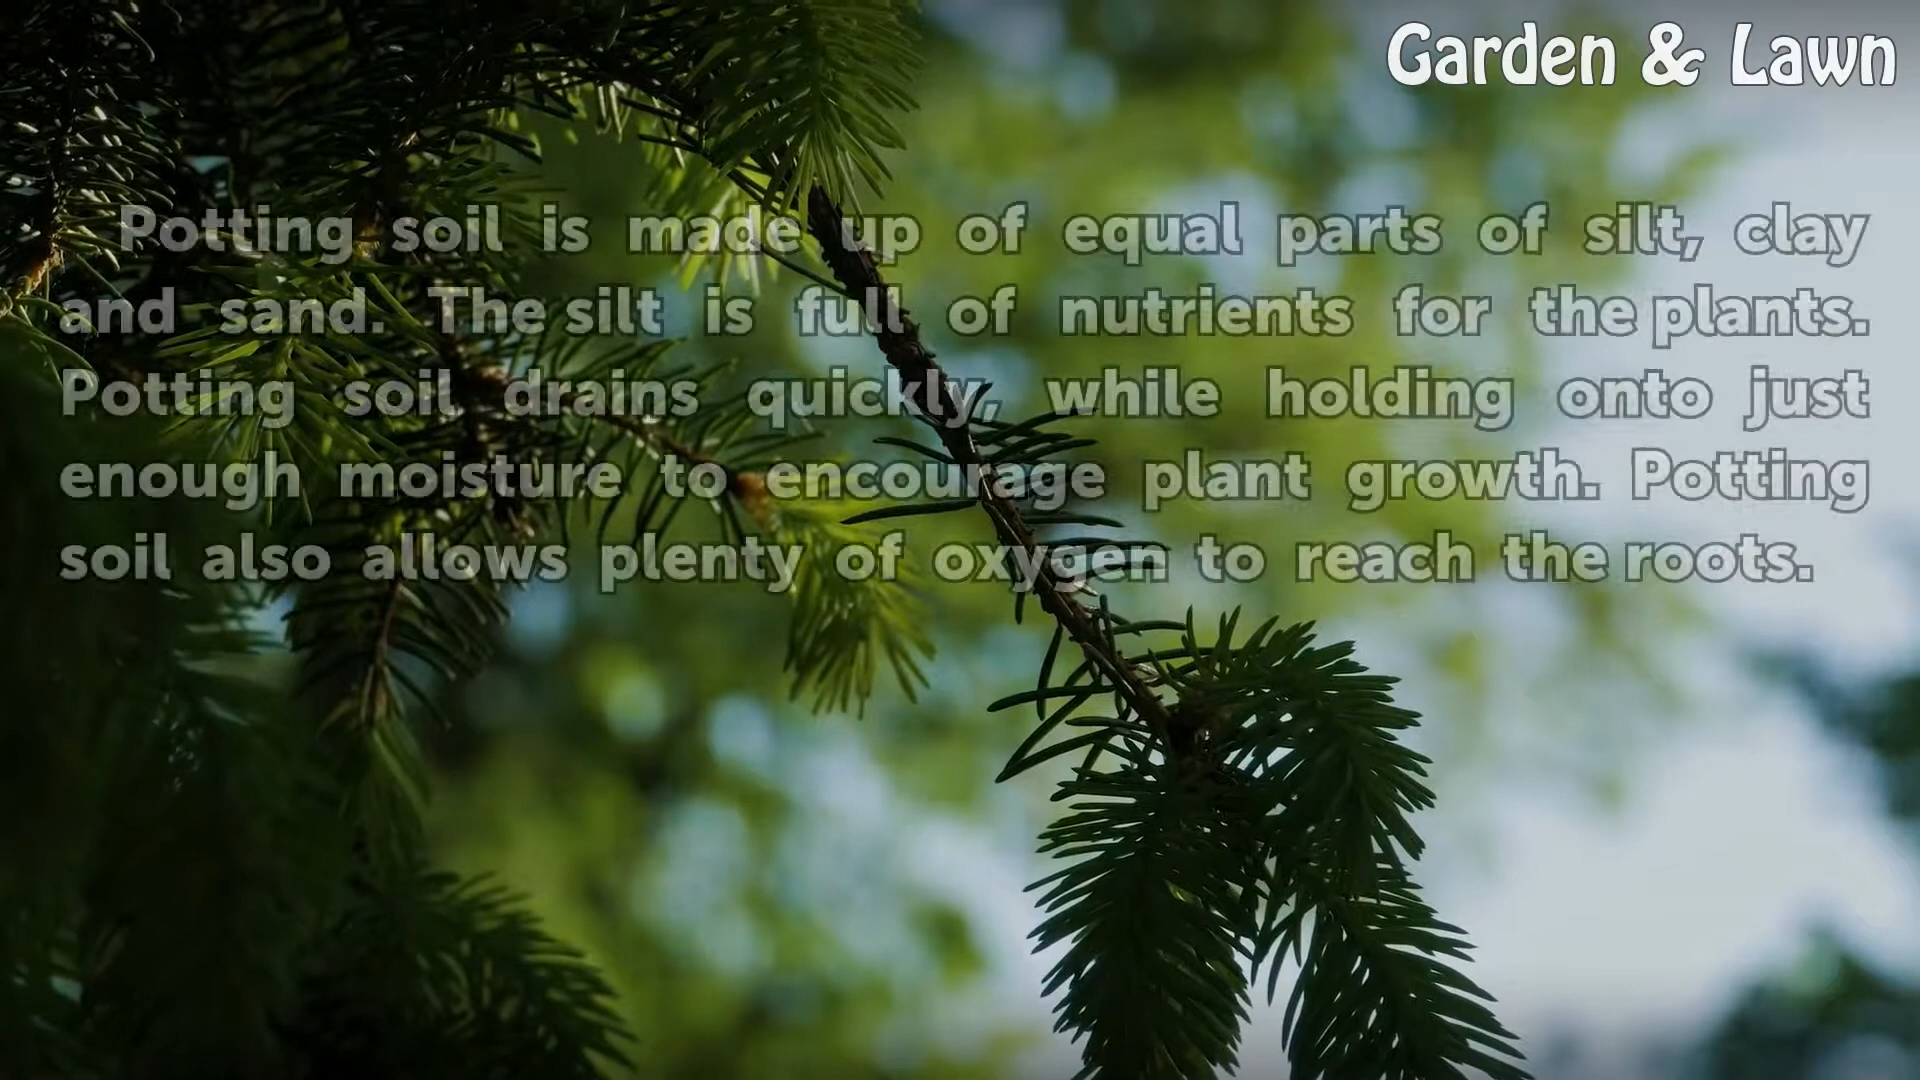 Garden & Lawn
Potting soil is made up of equal parts of silt, clay
and sand. The silt is full of nutrients for the plants.
Potting soil drains quickly, while holding onto just
enough moisture to encourage plant growth. Potting
soil also allows plenty of oxygen to reach the roots.